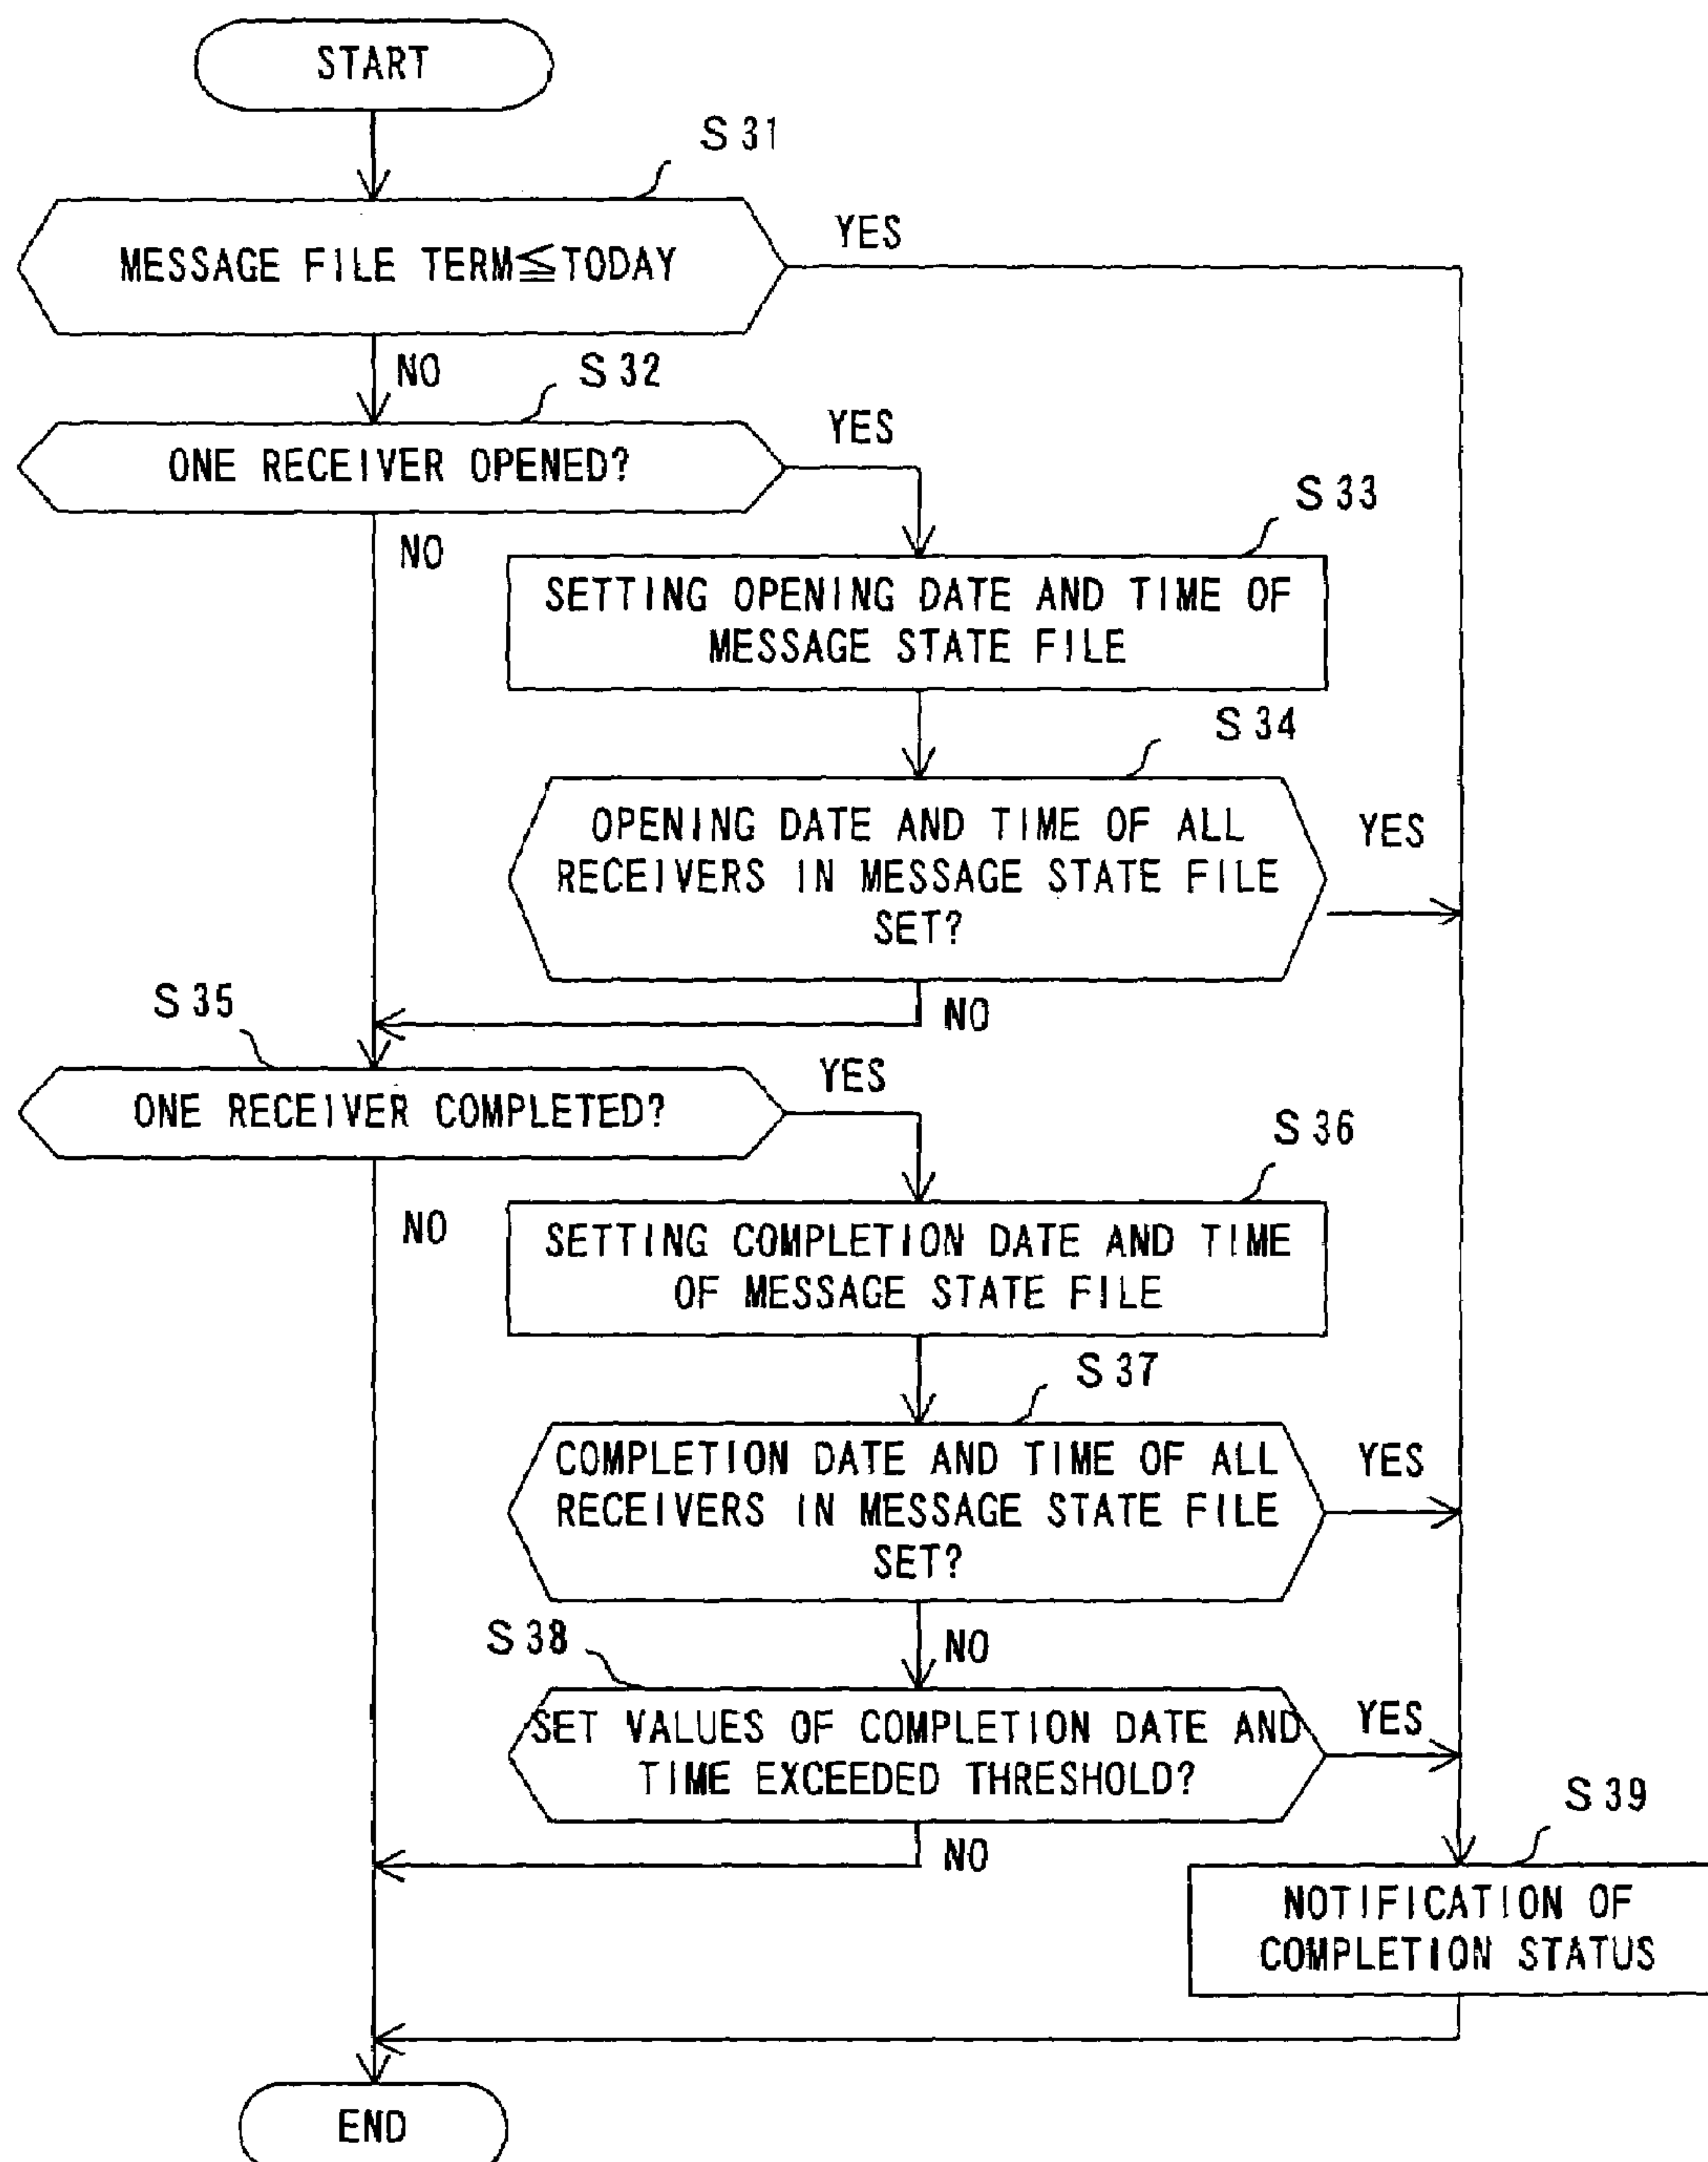 START
S31
MESSAGE FILE TERM≦TODAY
YES
NO
S32
ONE RECEIVER OPENED?
YES
NO
S33
SETTING OPENING DATE AND TIME OF
MESSAGE STATE FILE
S34
OPENING DATE AND TIME OF ALL
RECEIVERS IN MESSAGE STATE FILE
SET?
YES
NO
S35
ONE RECEIVER COMPLETED?
YES
NO
S36
SETTING COMPLETION DATE AND TIME
OF MESSAGE STATE FILE
S37
COMPLETION DATE AND TIME OF ALL
RECEIVERS IN MESSAGE STATE FILE
SET?
YES
NO
S38
SET VALUES OF COMPLETION DATE AND
TIME EXCEEDED THRESHOLD?
YES
NO
S39
NOTIFICATION OF
COMPLETION STATUS
END